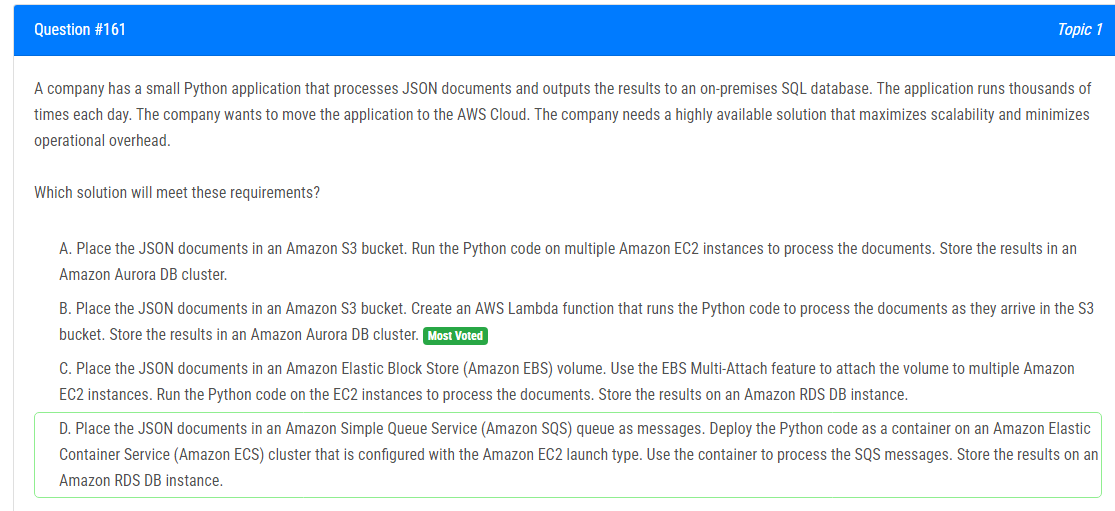 Question #161
Topic 1
A company has a small Python application that processes JSON documents and outputs the results to an on-premises SQL database. The application runs thousands of
times each day. The company wants to move the application to the AWS Cloud. The company needs a highly available solution that maximizes scalability and minimizes
operational overhead.
Which solution will meet these requirements?
A. Place the JSON documents in an Amazon S3 bucket. Run the Python code on multiple Amazon EC2 instances to process the documents. Store the results in an
Amazon Aurora DB cluster.
B. Place the JSON documents in an Amazon S3 bucket. Create an AWS Lambda function that runs the Python code to process the documents as they arrive in the S3
bucket. Store the results in an Amazon Aurora DB cluster. Most Voted
C. Place the JSON documents in an Amazon Elastic Block Store (Amazon EBS) volume. Use the EBS Multi-Attach feature to attach the volume to multiple Amazon
EC2 instances. Run the Python code on the EC2 instances to process the documents. Store the results on an Amazon RDS DB instance.
D. Place the JSON documents in an Amazon Simple Queue Service (Amazon SQS) queue as messages. Deploy the Python code as a container on an Amazon Elastic
Container Service (Amazon ECS) cluster that is configured with the Amazon EC2 launch type. Use the container to process the SQS messages. Store the results on an
Amazon RDS DB instance.